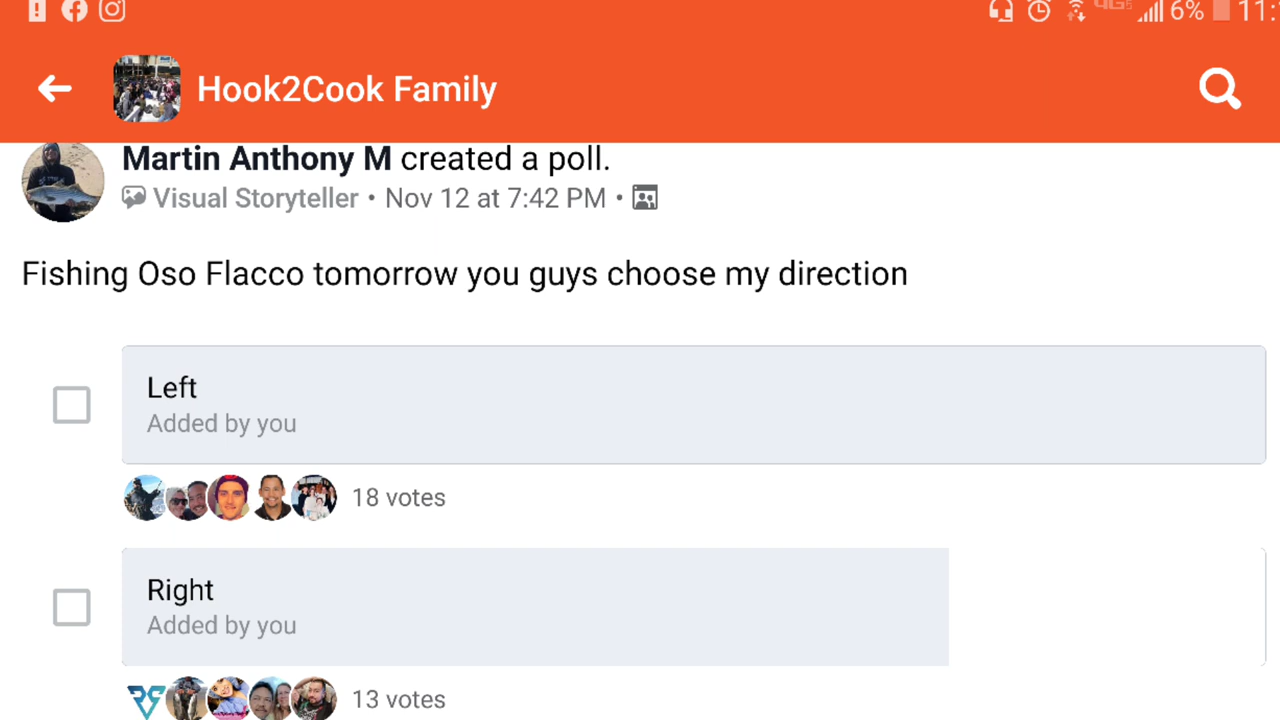 6%
Hook2Cook Family
Martin Anthony M created a poll.
Visual Storyteller • Nov 12 at 7:42 PM •
Fishing Oso Flacco tomorrow you guys choose my direction
Left
Added by you
18 votes
Right
Added by you
13 votes